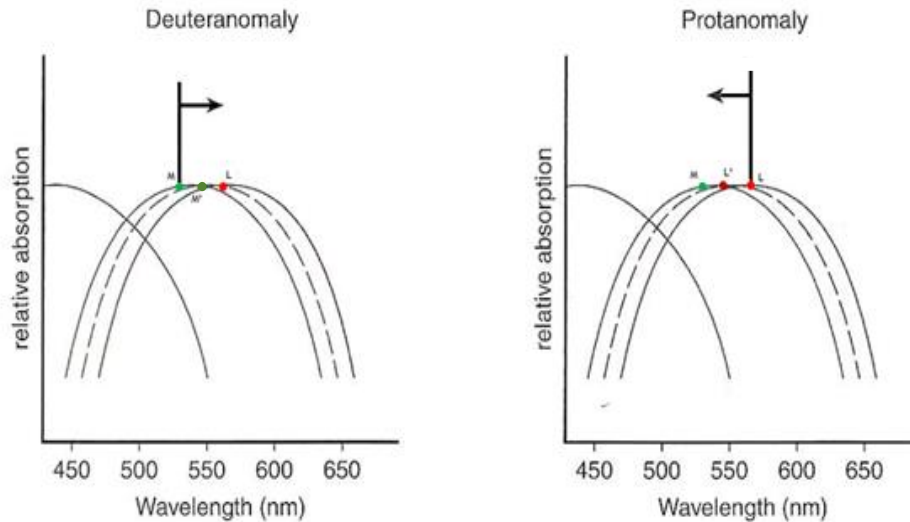 Deuteranomaly
relative absorption
M
M'
L
450 500 550 600 650
Wavelength (nm)
Protanomaly
relative absorption
M
L'
L
450 500 550 600 650
Wavelength (nm)